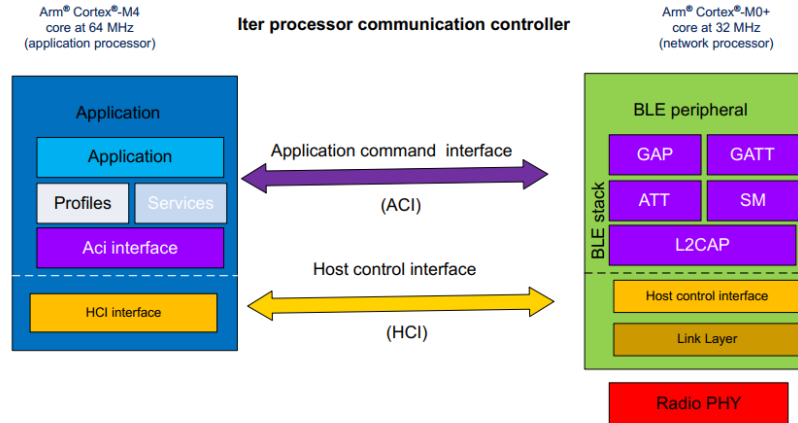 Arm® Cortex®-M4
core at 64 MHz
(application processor)
Iter processor communication controller
Arm® Cortex®-M0+
core at 32 MHz
(network processor)
Application
Application
Profiles
Services
Aci interface
HCI interface
Application command interface
(ACI)
Host control interface
(HCI)
BLE peripheral
BLE stack
GAP
GATT
ATT
SM
L2CAP
Host control interface
Link Layer
Radio PHY